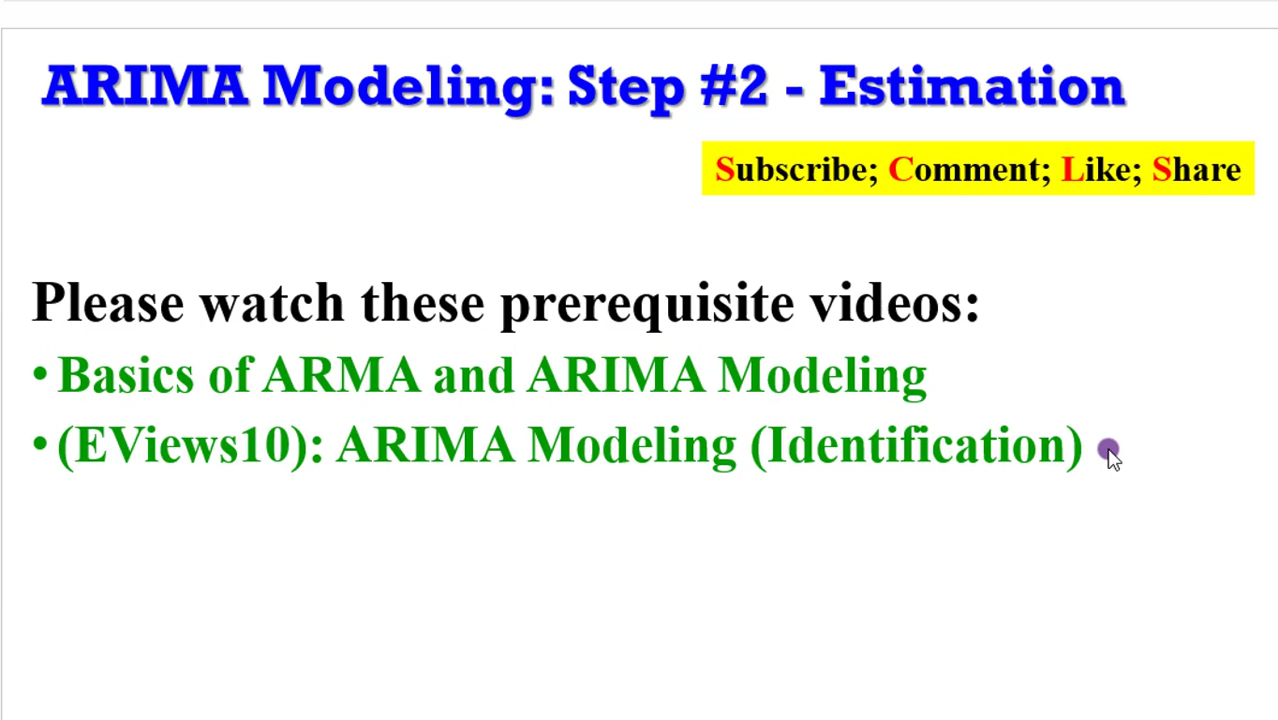 ARIMA Modeling: Step #2 - Estimation
Subscribe; Comment; Like; Share
Please watch these prerequisite videos:
• Basics of ARMA and ARIMA Modeling
• (EViews10): ARIMA Modeling (Identification)